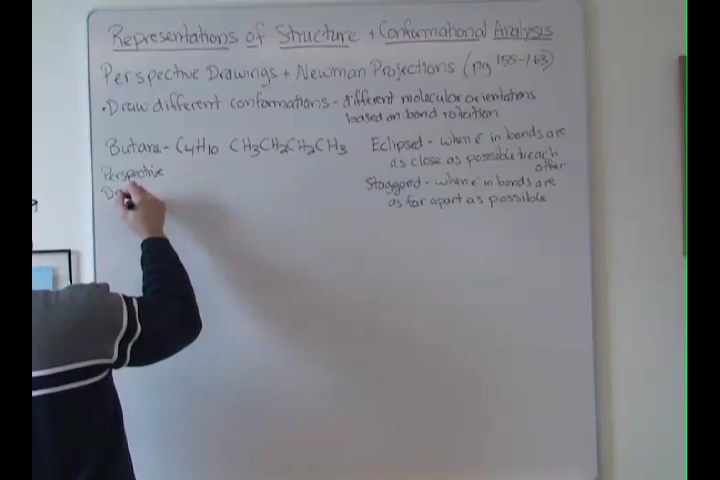 Representations of Structure + Conformational Analysis
Perspective Drawings + Newman Projections (pg 155-163)
• Draw different conformations - different molecular orientations
based on bond rotation
Butane - C4H10 CH3CH2CH2CH3
Eclipsed - when e⁻ in bonds are
as close as possible to each
other
Staggered - when e⁻ in bonds are
as far apart as possible
Perspective